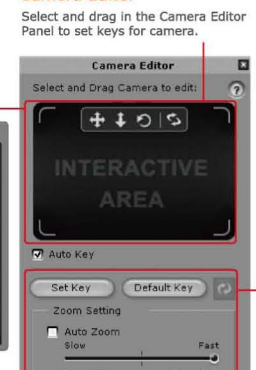 Select and drag in the Camera Editor
Panel to set keys for camera.
Camera Editor
Select and Drag Camera to edit:
?
INTERACTIVE
AREA
Auto Key
Set Key Default Key
Zoom Setting
Auto Zoom
Slow Fast